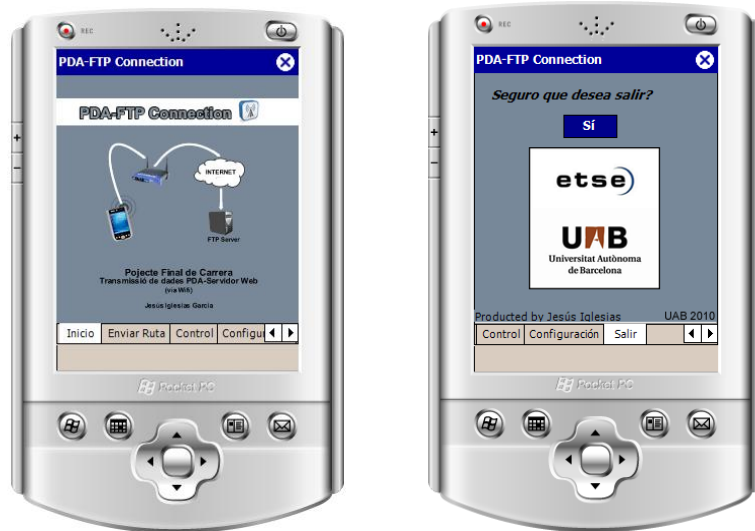 REC
PDA-FTP Connection
PDA-FTP Connection
INTERNET
FTP Server
Pojecte Final de Carrera
Transmissió de dades PDA-Servidor Web
(via Wifi)
Jesús Iglesias García
Inicio Enviar Ruta Control Configur
Pocket PC
REC
PDA-FTP Connection
Seguro que desea salir?
Sí
etse)
UAB
Universitat Autònoma
de Barcelona
Producted by Jesús Iglesias UAB 2010
Control Configuración Salir
Pocket PC